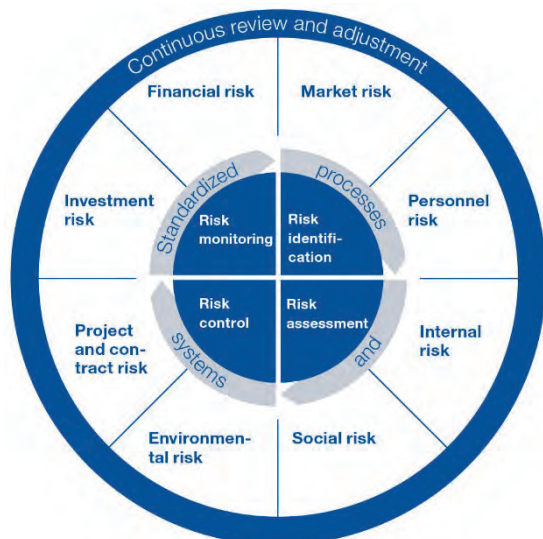 Continuous review and adjustment
Financial risk
Market risk
Investment
risk
Personnel
risk
Standardized
processes
Risk
monitoring
Risk
identifi-
cation
Risk
control
Risk
assessment
systems
and
Project
and con-
tract risk
Internal
risk
Environmen-
tal risk
Social risk